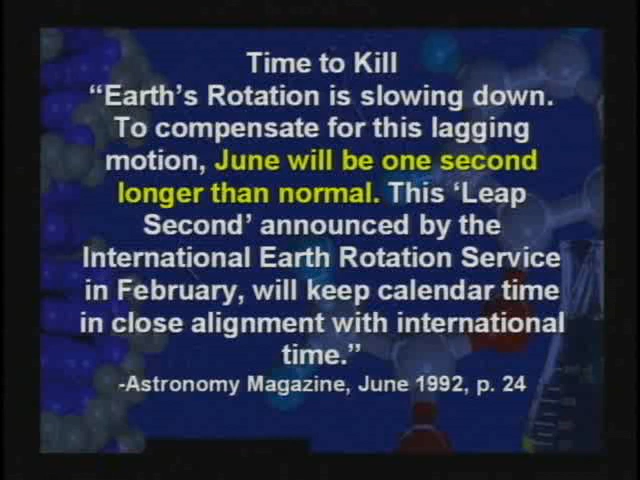 Time to Kill
“Earth’s Rotation is slowing down.
To compensate for this lagging
motion, June will be one second
longer than normal. This ‘Leap
Second’ announced by the
International Earth Rotation Service
in February, will keep calendar time
in close alignment with international
time.”
-Astronomy Magazine, June 1992, p. 24